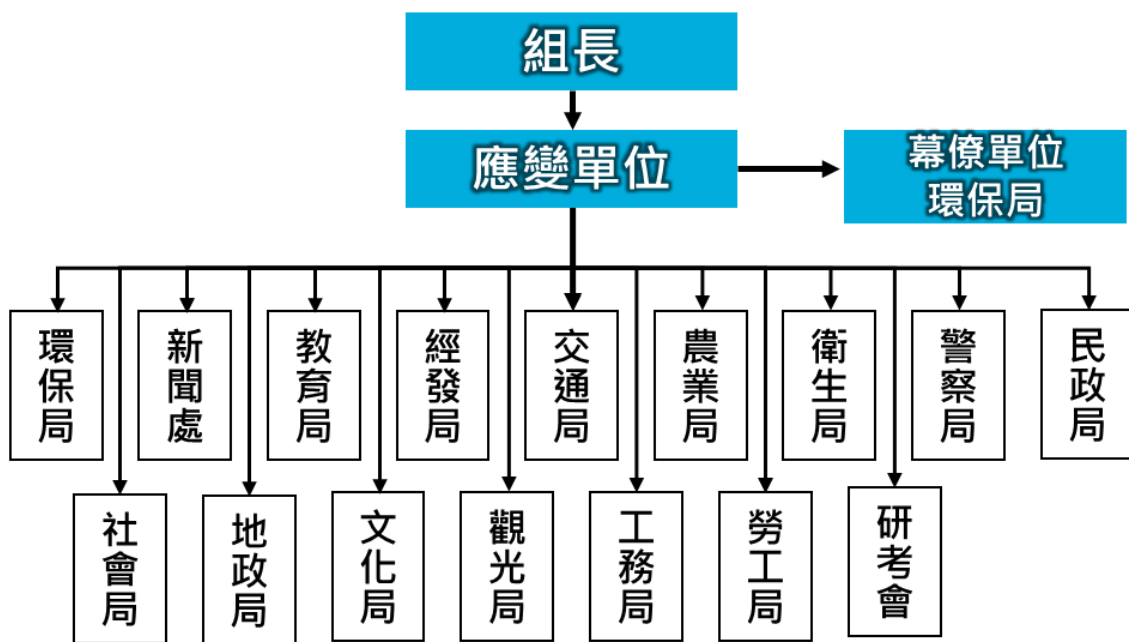 組長
應變單位
幕僚單位
環保局
環保局
新聞處
教育局
經發局
交通局
農業局
衛生局
警察局
民政局
社會局
地政局
文化局
觀光局
工務局
勞工局
研考會